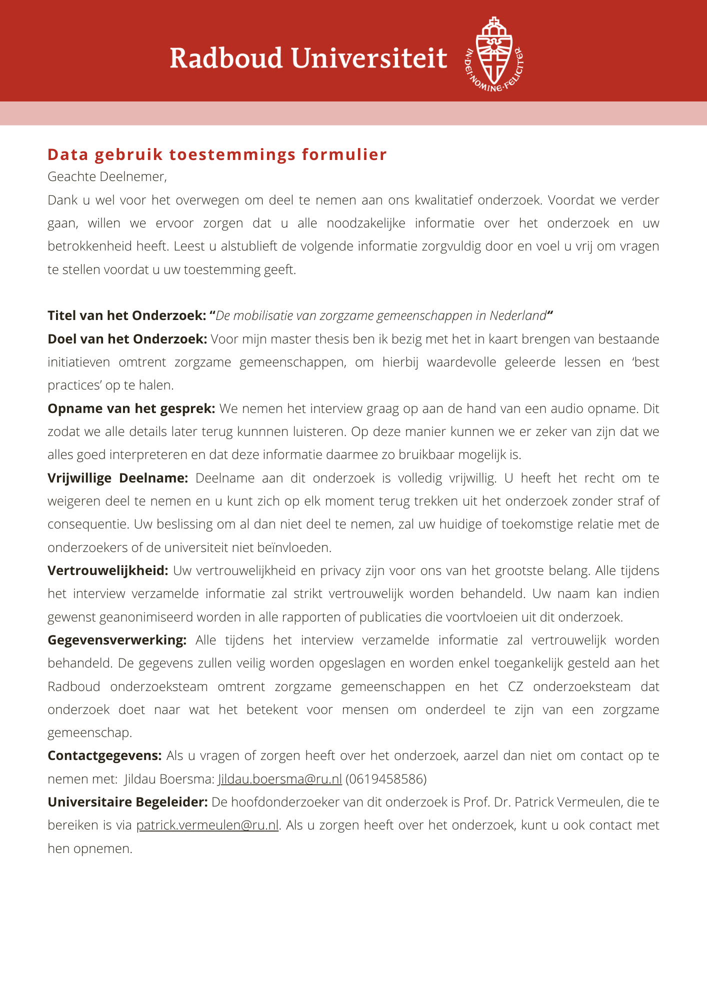 Radboud Universiteit
IN·DEI·NOMINE·FELICITER
Data gebruik toestemmings formulier
Geachte Deelnemer,
Dank u wel voor het overwegen om deel te nemen aan ons kwalitatief onderzoek. Voordat we verder
gaan, willen we ervoor zorgen dat u alle noodzakelijke informatie over het onderzoek en uw
betrokkenheid heeft. Leest u alstublieft de volgende informatie zorgvuldig door en voel u vrij om vragen
te stellen voordat u uw toestemming geeft.
Titel van het Onderzoek: “De mobilisatie van zorgzame gemeenschappen in Nederland“
Doel van het Onderzoek: Voor mijn master thesis ben ik bezig met het in kaart brengen van bestaande
initiatieven omtrent zorgzame gemeenschappen, om hierbij waardevolle geleerde lessen en ‘best
practices’ op te halen.
Opname van het gesprek: We nemen het interview graag op aan de hand van een audio opname. Dit
zodat we alle details later terug kunnnen luisteren. Op deze manier kunnen we er zeker van zijn dat we
alles goed interpreteren en dat deze informatie daarmee zo bruikbaar mogelijk is.
Vrijwillige Deelname: Deelname aan dit onderzoek is volledig vrijwillig. U heeft het recht om te
weigeren deel te nemen en u kunt zich op elk moment terug trekken uit het onderzoek zonder straf of
consequentie. Uw beslissing om al dan niet deel te nemen, zal uw huidige of toekomstige relatie met de
onderzoekers of de universiteit niet beïnvloeden.
Vertrouwelijkheid: Uw vertrouwelijkheid en privacy zijn voor ons van het grootste belang. Alle tijdens
het interview verzamelde informatie zal strikt vertrouwelijk worden behandeld. Uw naam kan indien
gewenst geanonimiseerd worden in alle rapporten of publicaties die voortvloeien uit dit onderzoek.
Gegevensverwerking: Alle tijdens het interview verzamelde informatie zal vertrouwelijk worden
behandeld. De gegevens zullen veilig worden opgeslagen en worden enkel toegankelijk gesteld aan het
Radboud onderzoeksteam omtrent zorgzame gemeenschappen en het CZ onderzoeksteam dat
onderzoek doet naar wat het betekent voor mensen om onderdeel te zijn van een zorgzame
gemeenschap.
Contactgegevens: Als u vragen of zorgen heeft over het onderzoek, aarzel dan niet om contact op te
nemen met: Jildau Boersma: Jildau.boersma@ru.nl (0619458586)
Universitaire Begeleider: De hoofdonderzoeker van dit onderzoek is Prof. Dr. Patrick Vermeulen, die te
bereiken is via patrick.vermeulen@ru.nl. Als u zorgen heeft over het onderzoek, kunt u ook contact met
hen opnemen.